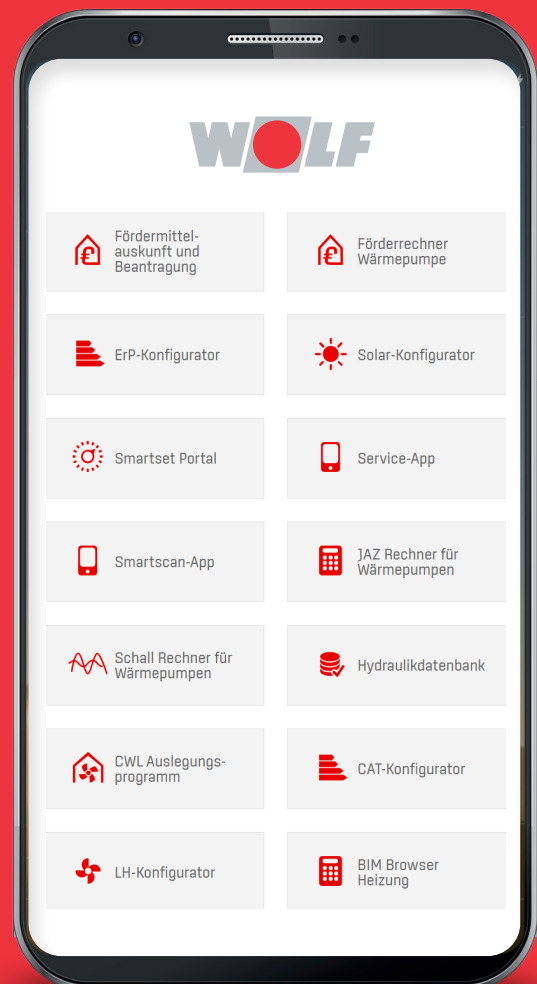 WOLF
Fördermittel-
auskunft und
Beantragung
Förderrechner
Wärmepumpe
ErP-Konfigurator
Solar-Konfigurator
Smartset Portal
Service-App
Smartscan-App
JAZ Rechner für
Wärmepumpen
Schall Rechner für
Wärmepumpen
Hydraulikdatenbank
CWL Auslegungs-
programm
CAT-Konfigurator
LH-Konfigurator
BIM Browser
Heizung